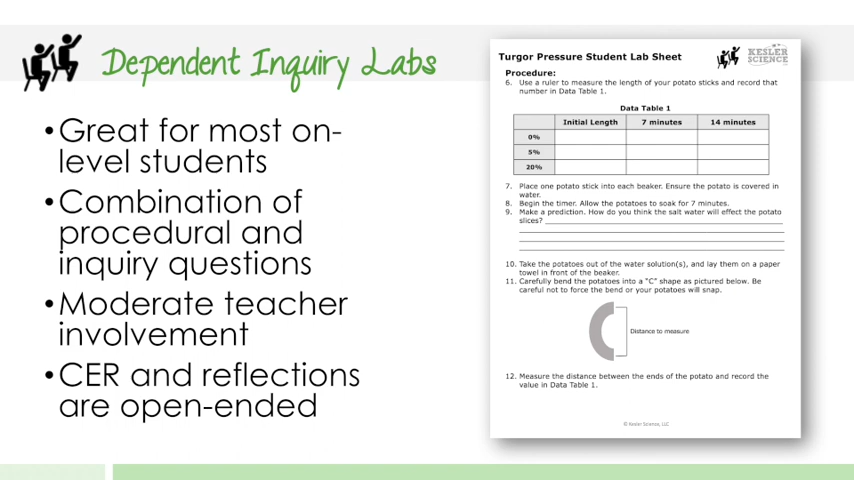 Dependent Inquiry Labs
•Great for most on-
level students
•Combination of
procedural and
inquiry questions
•Moderate teacher
involvement
•CER and reflections
are open-ended
Turgor Pressure Student Lab Sheet
KESLER
SCIENCE
Procedure:
6. Use a ruler to measure the length of your potato sticks and record that
number in Data Table 1.
Data Table 1
Initial Length 7 minutes 14 minutes
0%
5%
20%
7. Place one potato stick into each beaker. Ensure the potato is covered in
water.
8. Begin the timer. Allow the potatoes to soak for 7 minutes.
9. Make a prediction. How do you think the salt water will effect the potato
slices?
10. Take the potatoes out of the water solution(s), and lay them on a paper
towel in front of the beaker.
11. Carefully bend the potatoes into a "C" shape as pictured below. Be
careful not to force the bend or your potatoes will snap.
Distance to measure
12. Measure the distance between the ends of the potato and record the
value in Data Table 1.
© Kesler Science, LLC